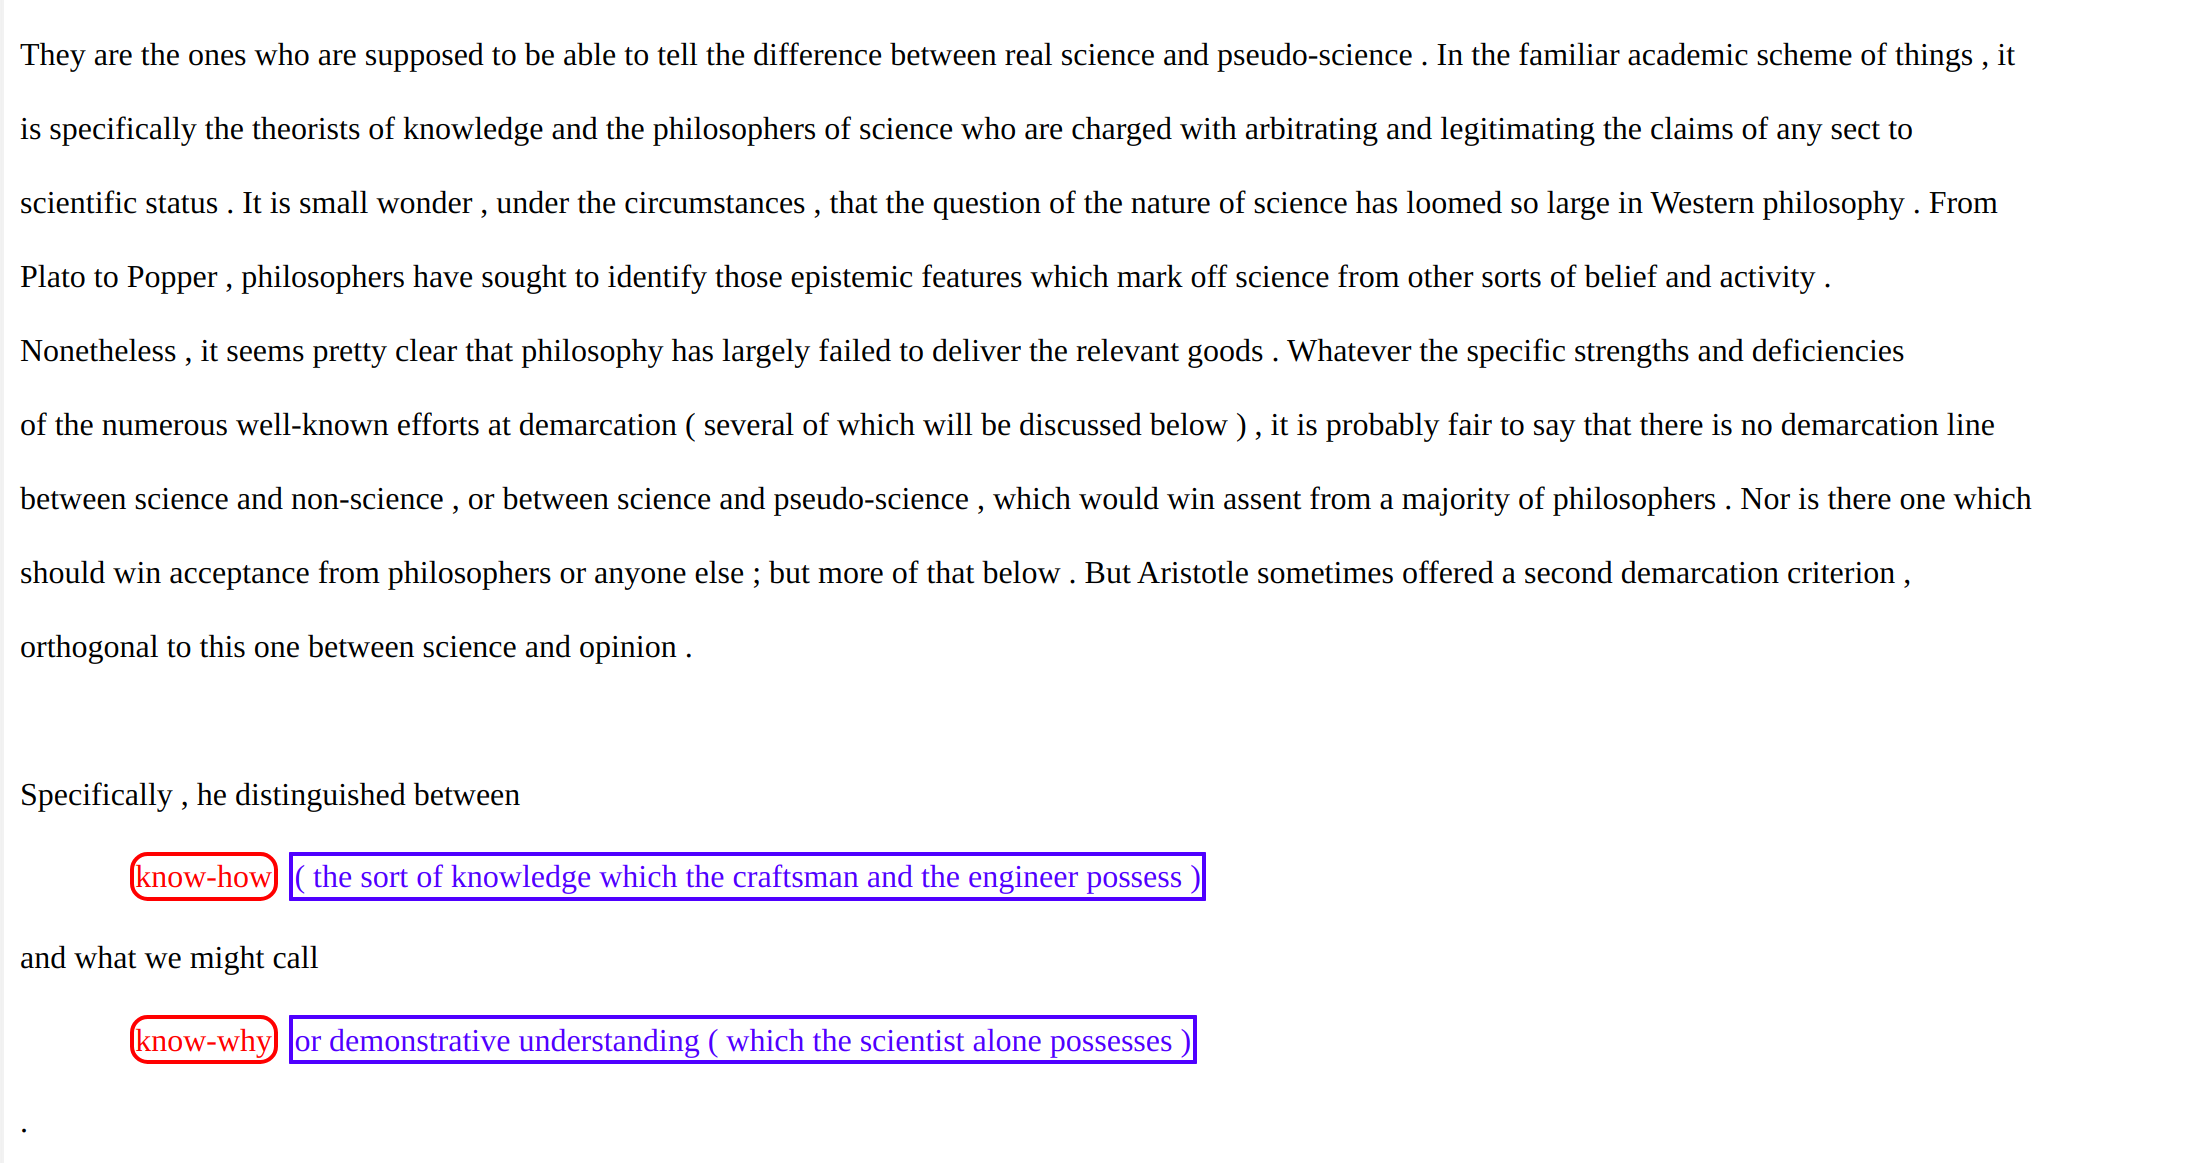 They are the ones who are supposed to be able to tell the difference between real science and pseudo-science . In the familiar academic scheme of things , it
is specifically the theorists of knowledge and the philosophers of science who are charged with arbitrating and legitimating the claims of any sect to
scientific status . It is small wonder , under the circumstances , that the question of the nature of science has loomed so large in Western philosophy . From
Plato to Popper , philosophers have sought to identify those epistemic features which mark off science from other sorts of belief and activity .
Nonetheless , it seems pretty clear that philosophy has largely failed to deliver the relevant goods . Whatever the specific strengths and deficiencies
of the numerous well-known efforts at demarcation ( several of which will be discussed below ) , it is probably fair to say that there is no demarcation line
between science and non-science , or between science and pseudo-science , which would win assent from a majority of philosophers . Nor is there one which
should win acceptance from philosophers or anyone else ; but more of that below . But Aristotle sometimes offered a second demarcation criterion ,
orthogonal to this one between science and opinion .
Specifically , he distinguished between
know-how ( the sort of knowledge which the craftsman and the engineer possess )
and what we might call
know-why or demonstrative understanding ( which the scientist alone possesses )
.